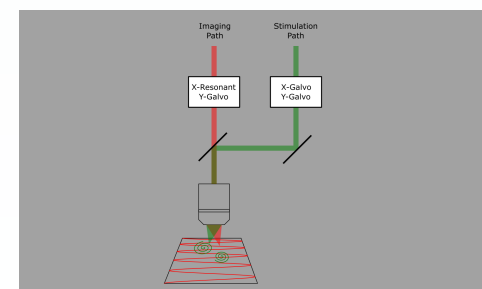 Imaging
Path
Stimulation
Path
X-Resonant
Y-Galvo
X-Galvo
Y-Galvo